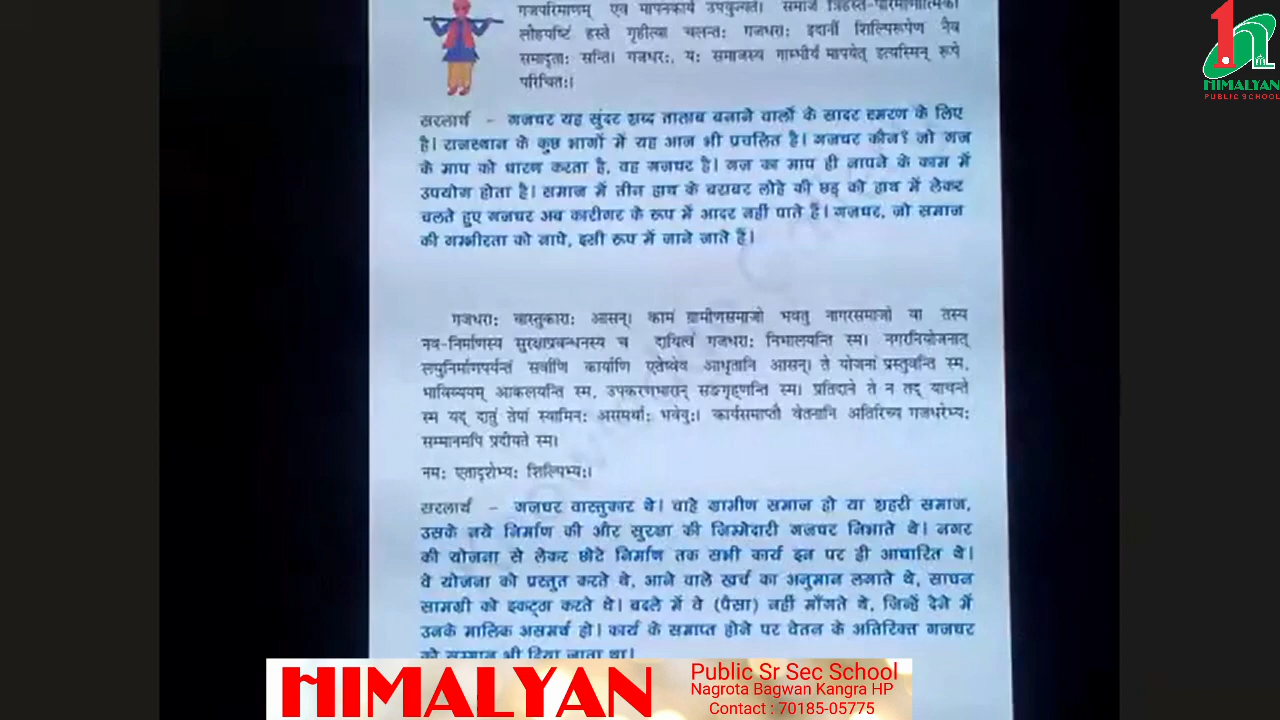 गजपरिमाणम् एव मापनकार्ये उपयुज्यते। समाजे त्रिहस्त-परिमाणात्मिकां
लौहयष्टिं हस्ते गृहीत्वा चलन्तः गजधराः इदानीं शिल्पिरूपेण नैव
समादृताः सन्ति। गजधरः, यः समाजस्य गाम्भीर्यं मापयेत् इत्यस्मिन् रूपे
परिचितः।
सरलार्थ – गजधर यह सुंदर शब्द तालाब बनाने वालों के सादर स्मरण के लिए
है। राजस्थान के कुछ भागों में यह आज भी प्रचलित है। गजधर कौन? जो गज
के माप को धारण करता है, वह गजधर है। गज का माप ही नापने के काम में
उपयोग होता है। समाज में तीन हाथ के बराबर लोहे की छड़ को हाथ में लेकर
चलते हुए गजधर अब कारीगर के रूप में आदर नहीं पाते हैं। गजधर, जो समाज
की गम्भीरता को नापे, इसी रूप में जाने जाते हैं।
गजधराः वास्तुकाराः आसन्। कामं ग्रामीणसमाजो भवतु नागरसमाजो वा तस्य
नव-निर्माणस्य सुरक्षाप्रबन्धनस्य च दायित्वं गजधराः निभालयन्ति स्म। नगरनियोजनात्
लघुनिर्माणपर्यन्तं सर्वाणि कार्याणि एतेष्वेव आधृतानि आसन्। ते योजनां प्रस्तुवन्ति स्म,
भाविव्ययम् आकलयन्ति स्म, उपकरणभारान् सङगृह्णन्ति स्म। प्रतिदाने ते न तद् याचन्ते
स्म यद् दातुं तेषां स्वामिनः असमर्थाः भवेयुः। कार्यसमाप्तौ वेतनानि अतिरिच्य गजधरेभ्यः
सम्मानमपि प्रदीयते स्म।
नमः एतादृशेभ्यः शिल्पिभ्यः।
सरलार्थ – गजधर वास्तुकार थे। चाहे ग्रामीण समाज हो या शहरी समाज,
उसके नये निर्माण की और सुरक्षा की जिम्मेदारी गजधर निभाते थे। नगर
की योजना से लेकर छोटे निर्माण तक सभी कार्य इन पर ही आधारित थे।
वे योजना को प्रस्तुत करते थे, आने वाले खर्च का अनुमान लगाते थे, साधन
सामग्री को इकट्ठा करते थे। बदले में वे (पैसा) नहीं माँगते थे, जिन्हें देने में
उनके मालिक असमर्थ हो। कार्य के समाप्त होने पर वेतन के अतिरिक्त गजधर
को सम्मान भी दिया जाता था।
HIMALYAN
PUBLIC SCHOOL
HIMALYAN
Public Sr Sec School
Nagrota Bagwan Kangra HP
Contact : 70185-05775